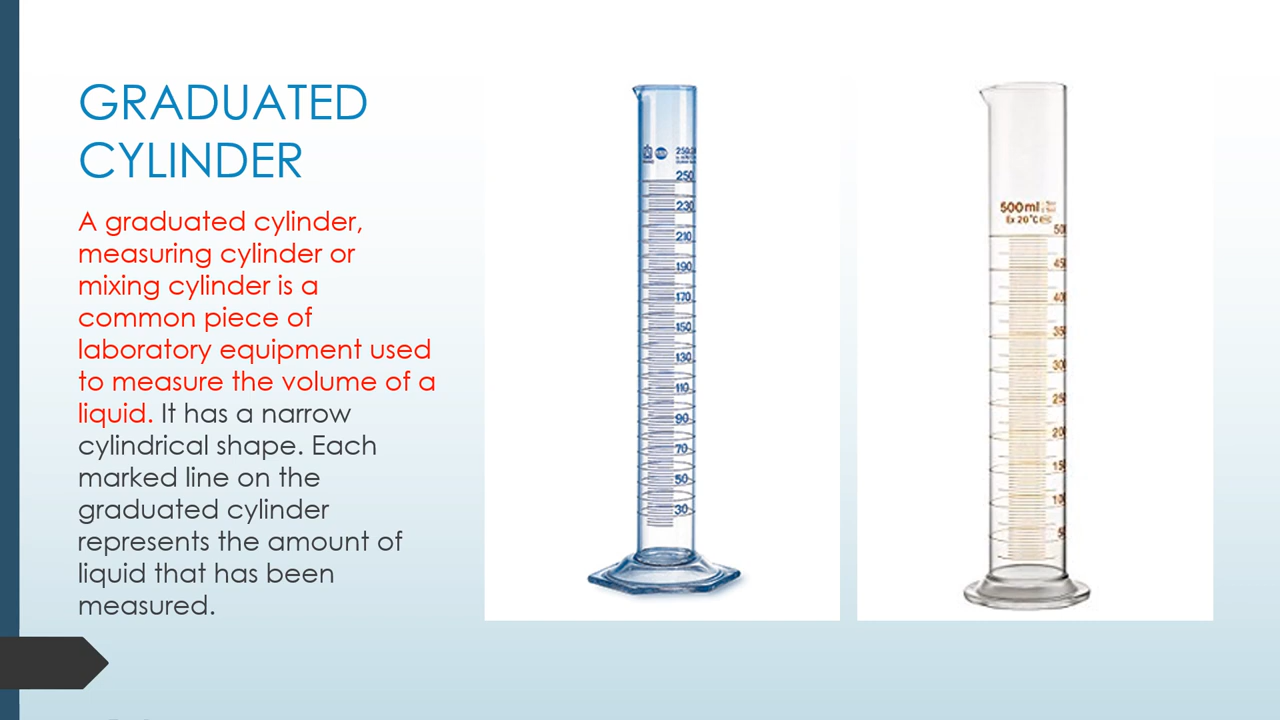 GRADUATED
CYLINDER
A graduated cylinder,
measuring cylinder or
mixing cylinder is a
common piece of
laboratory equipment used
to measure the volume of a
liquid. It has a narrow
cylindrical shape. Each
marked line on the
graduated cylinder
represents the amount of
liquid that has been
measured.
250
230
210
190
170
150
130
110
90
70
50
30
500ml
Ex 20°C